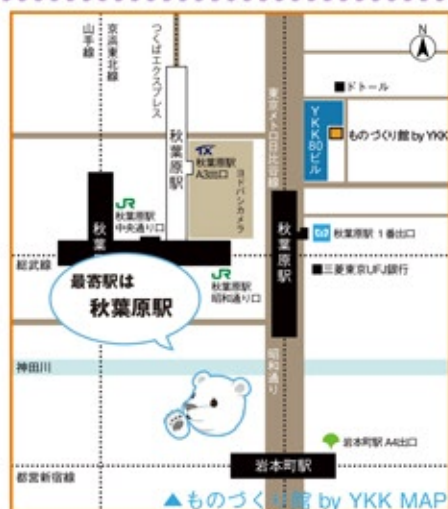 山手線
京浜東北線
つくばエクスプレス
N
東京メトロ日比谷線
■ドトール
YKK80ビル
ものづくり館 by YKK
秋葉原駅
TX
秋葉原駅
A3出口
ヨドバシカメラ
JR
秋葉原駅
中央通り口
秋葉原駅
秋葉原駅 1番出口
総武線
JR
秋葉原駅
昭和通り口
■三菱東京UFJ銀行
最寄駅は
秋葉原駅
昭和通り
神田川
岩本町駅 A4出口
岩本町駅
都営新宿線
▲ものづくり館 by YKK MAP